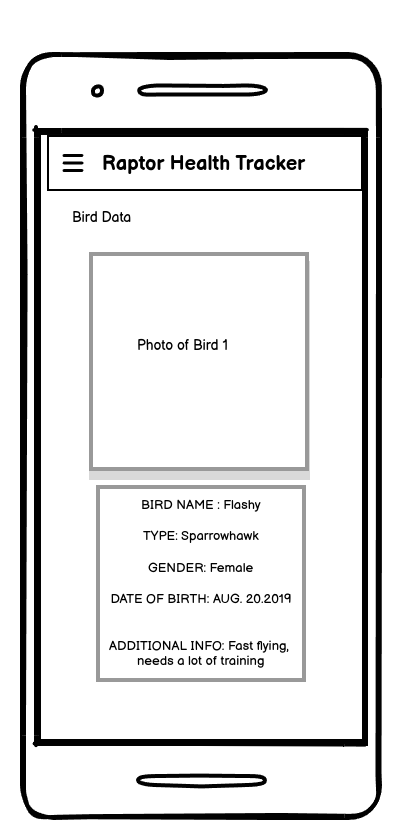 Raptor Health Tracker
Bird Data
Photo of Bird 1
BIRD NAME : Flashy
TYPE: Sparrowhawk
GENDER: Female
DATE OF BIRTH: AUG. 20.2019
ADDITIONAL INFO: Fast flying,
needs a lot of training